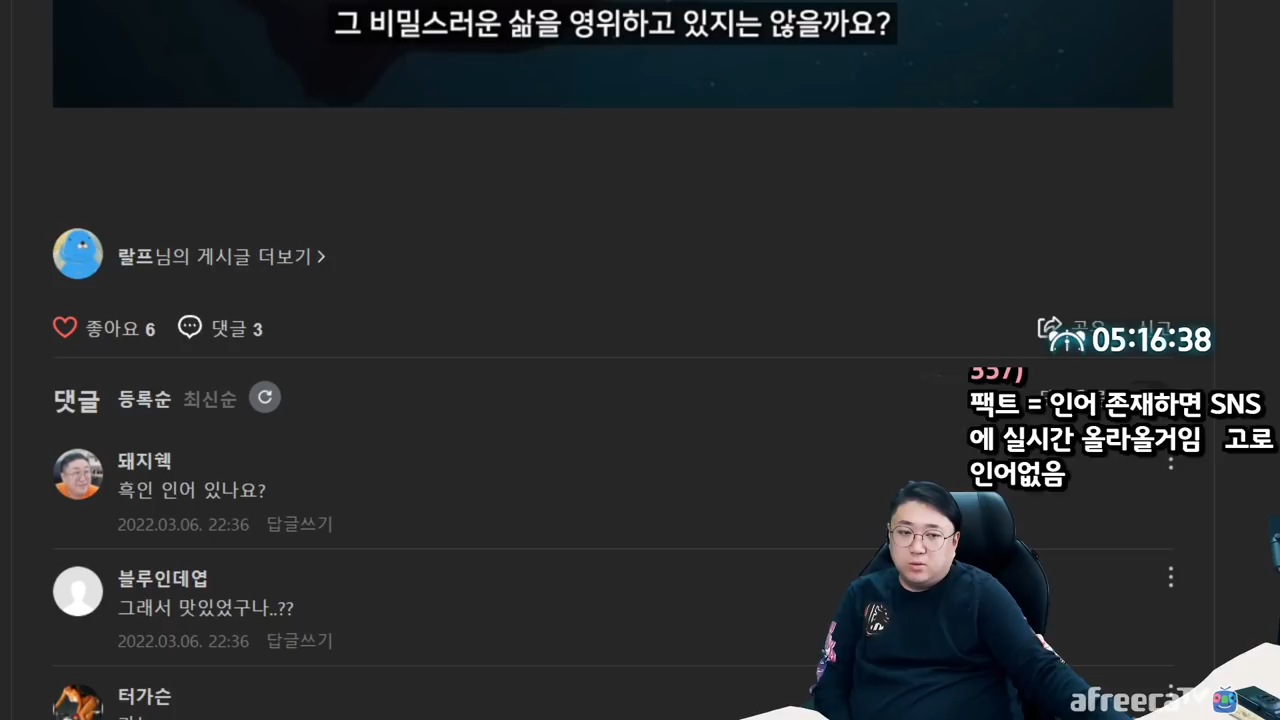 그 비밀스러운 삶을 영위하고 있지는 않을까요?
랄프님의 게시글 더보기 >
좋아요 6 댓글 3
05:16:38
댓글 등록순 최신순
557)
팩트 = 인어 존재하면 SNS
에 실시간 올라올거임 고로
인어없음
돼지웩
흑인 인어 있나요?
2022.03.06. 22:36 답글쓰기
블루인데엽
그래서 맛있었구나..??
2022.03.06. 22:36 답글쓰기
터가슨
afreecaTV